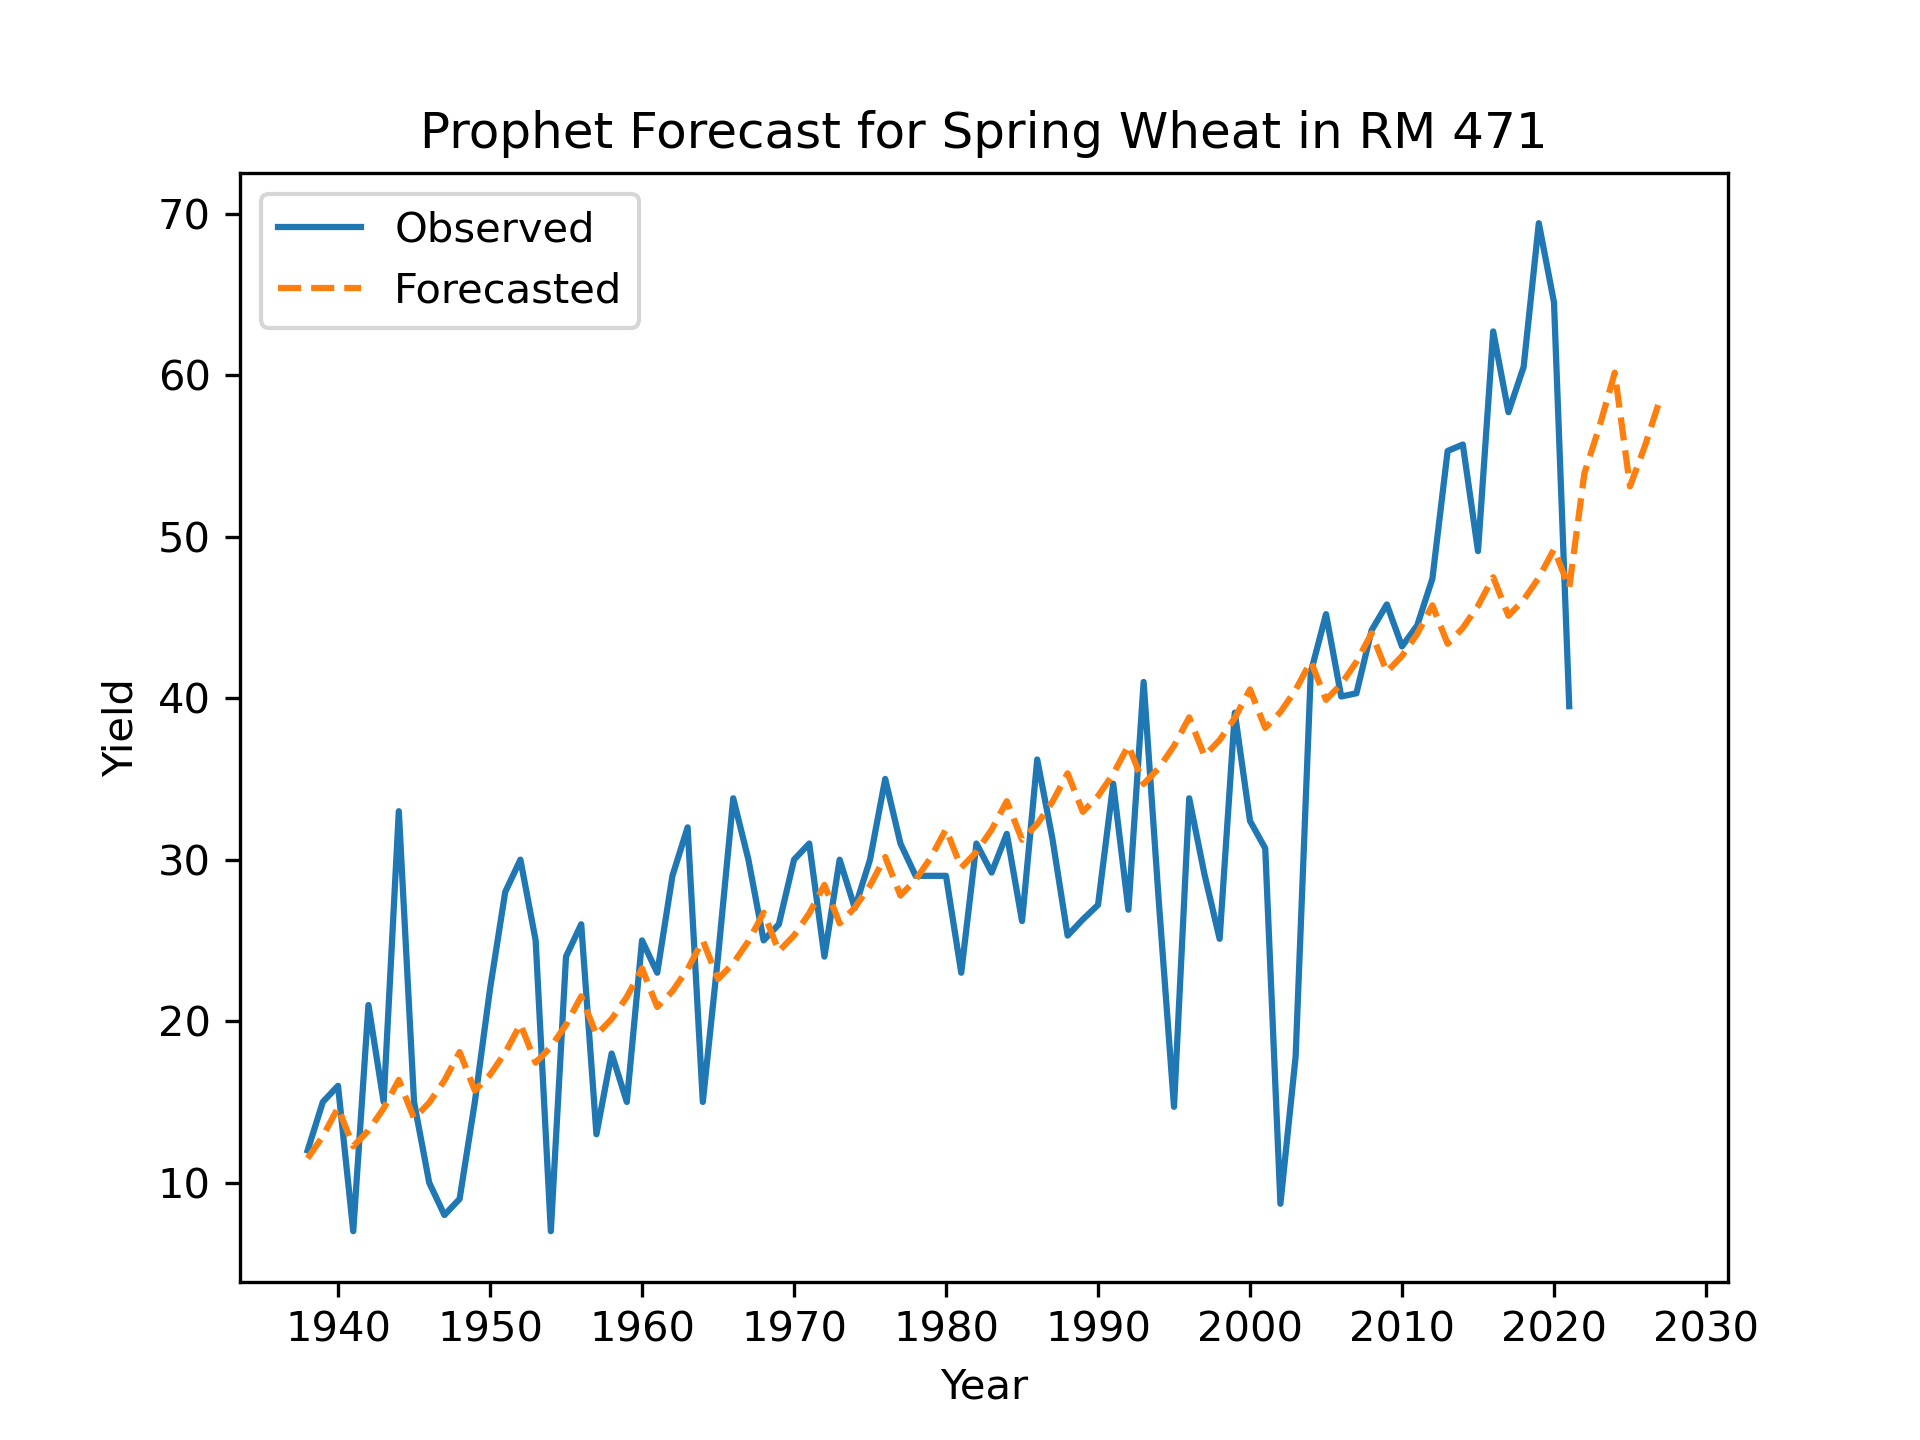 Prophet Forecast for Spring Wheat in RM 471
Observed
Forecasted
70
60
50
40
30
20
10
Yield
1940 1950 1960 1970 1980 1990 2000 2010 2020 2030
Year